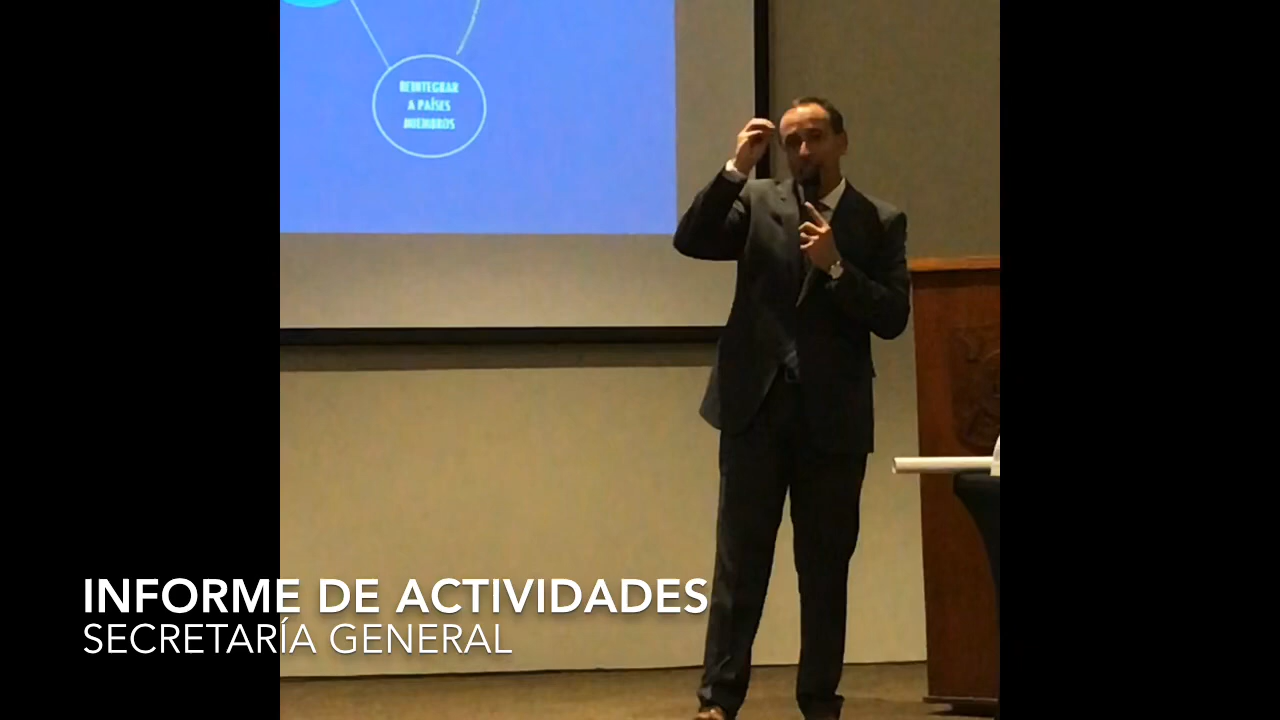 REINTEGRAR
A PAÍSES
MIEMBROS
INFORME DE ACTIVIDADES
SECRETARÍA GENERAL